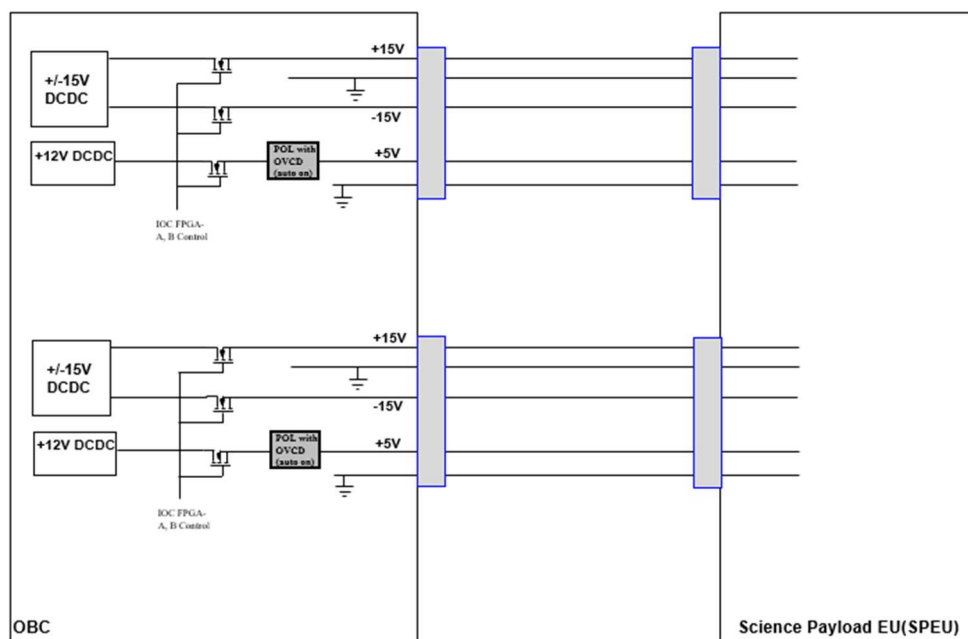 +15V
+/-15V
DCDC
-15V
+12V DCDC
POL with
OVCD
(auto on)
+5V
IOC FPGA-
A, B Control
+15V
+/-15V
DCDC
-15V
+12V DCDC
POL with
OVCD
(auto on)
+5V
IOC FPGA-
A, B Control
OBC
Science Payload EU(SPEU)